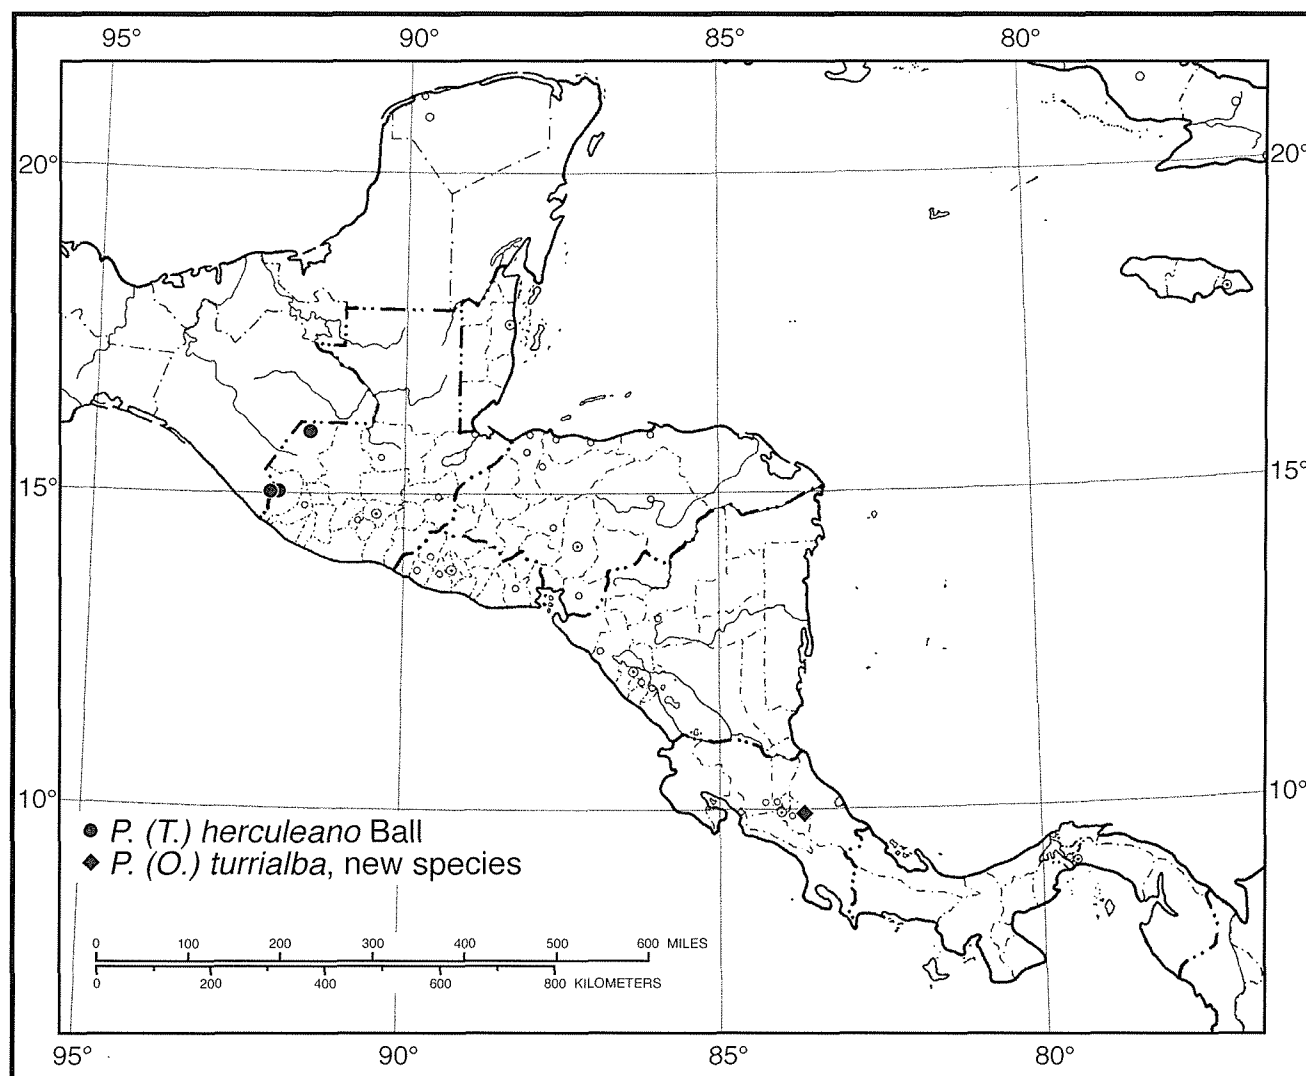 95° 90° 85° 80°
20° 20°
15° 15°
10° 10°
P. (T.) herculeano Ball
P. (O.) turrialba, new species
0 100 200 300 400 500 600 MILES
0 200 400 600 800 KILOMETERS
95° 90° 85° 80°